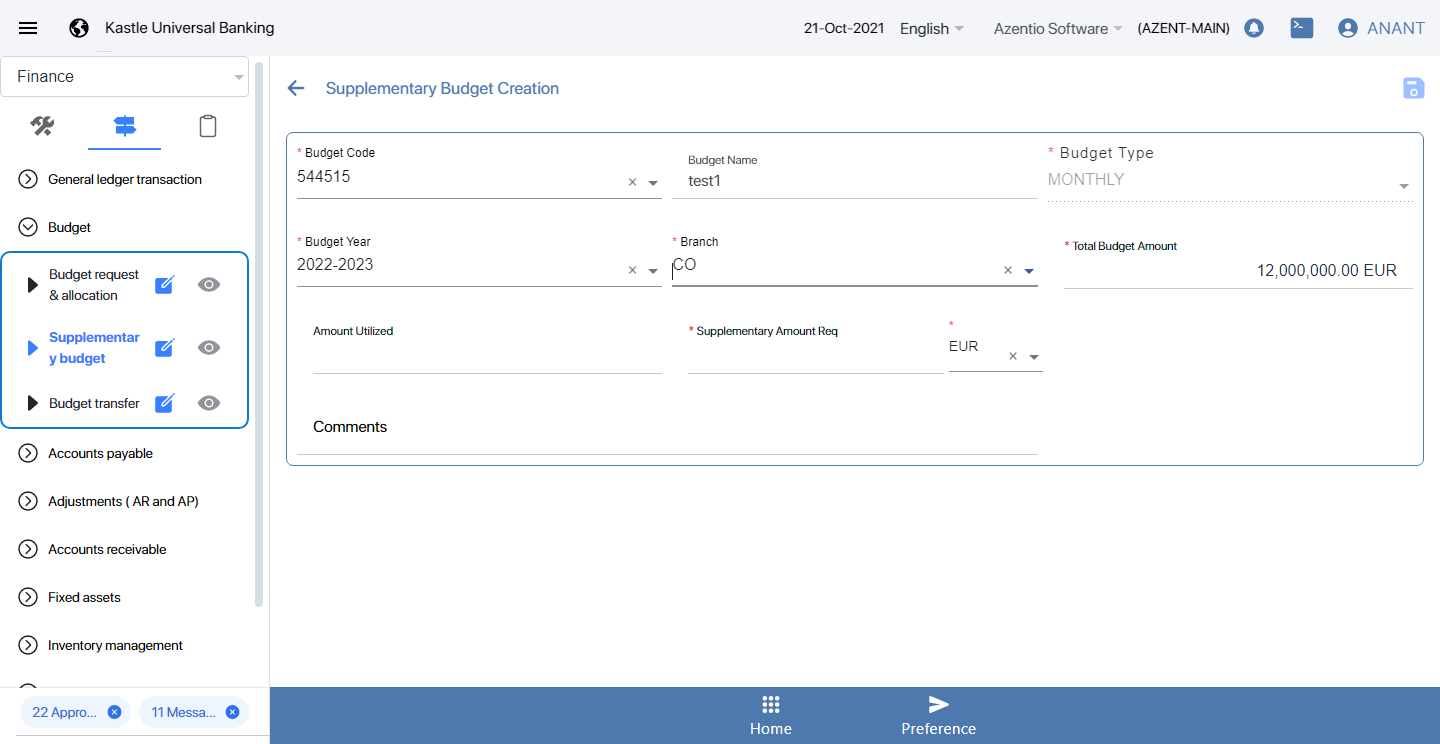 Kastle Universal Banking
21-Oct-2021
English
Azentio Software
(AZENT-MAIN)
ANANT
Finance
General ledger transaction
Budget
Budget request
& allocation
Supplementar
y budget
Budget transfer
Accounts payable
Adjustments ( AR and AP)
Accounts receivable
Fixed assets
Inventory management
22 Appro...
11 Messa...
Supplementary Budget Creation
* Budget Code
544515
Budget Name
test1
* Budget Type
MONTHLY
* Budget Year
2022-2023
* Branch
CO
* Total Budget Amount
12,000,000.00 EUR
Amount Utilized
* Supplementary Amount Req
*
EUR
Comments
Home
Preference